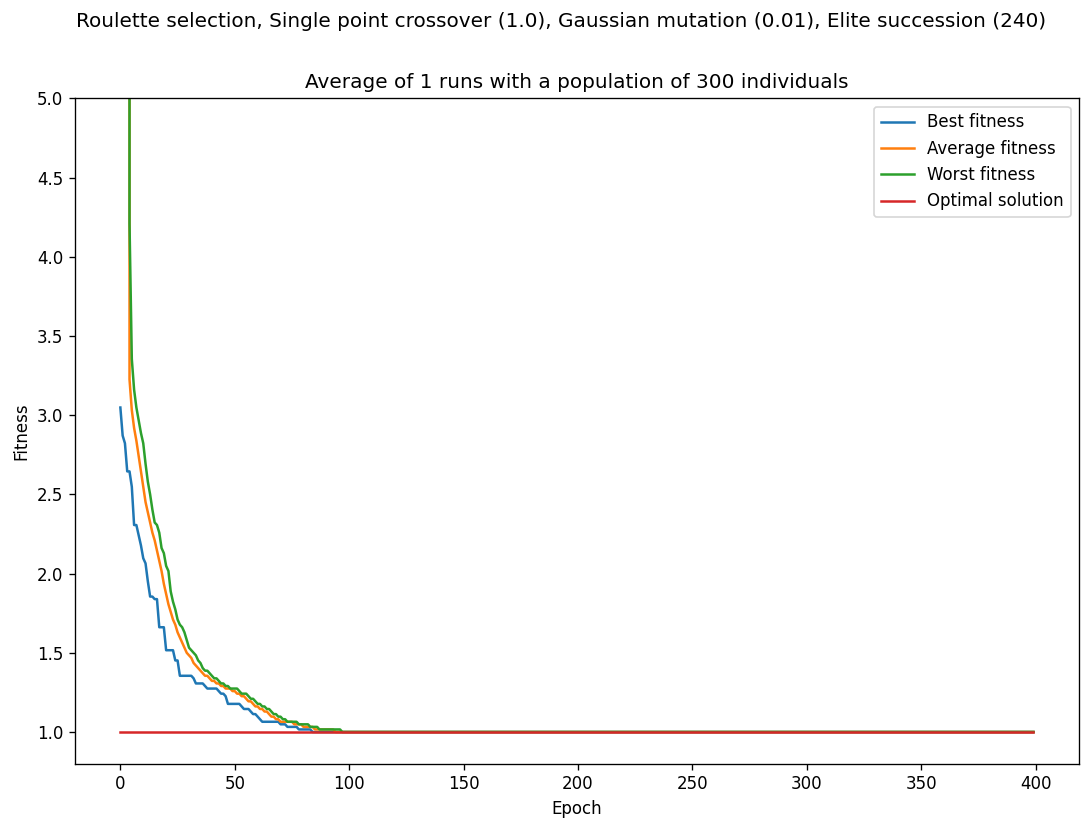 Roulette selection, Single point crossover (1.0), Gaussian mutation (0.01), Elite succession (240)
Average of 1 runs with a population of 300 individuals
Best fitness
Average fitness
Worst fitness
Optimal solution
5.0
4.5
4.0
3.5
3.0
2.5
2.0
1.5
1.0
Fitness
0 50 100 150 200 250 300 350 400
Epoch